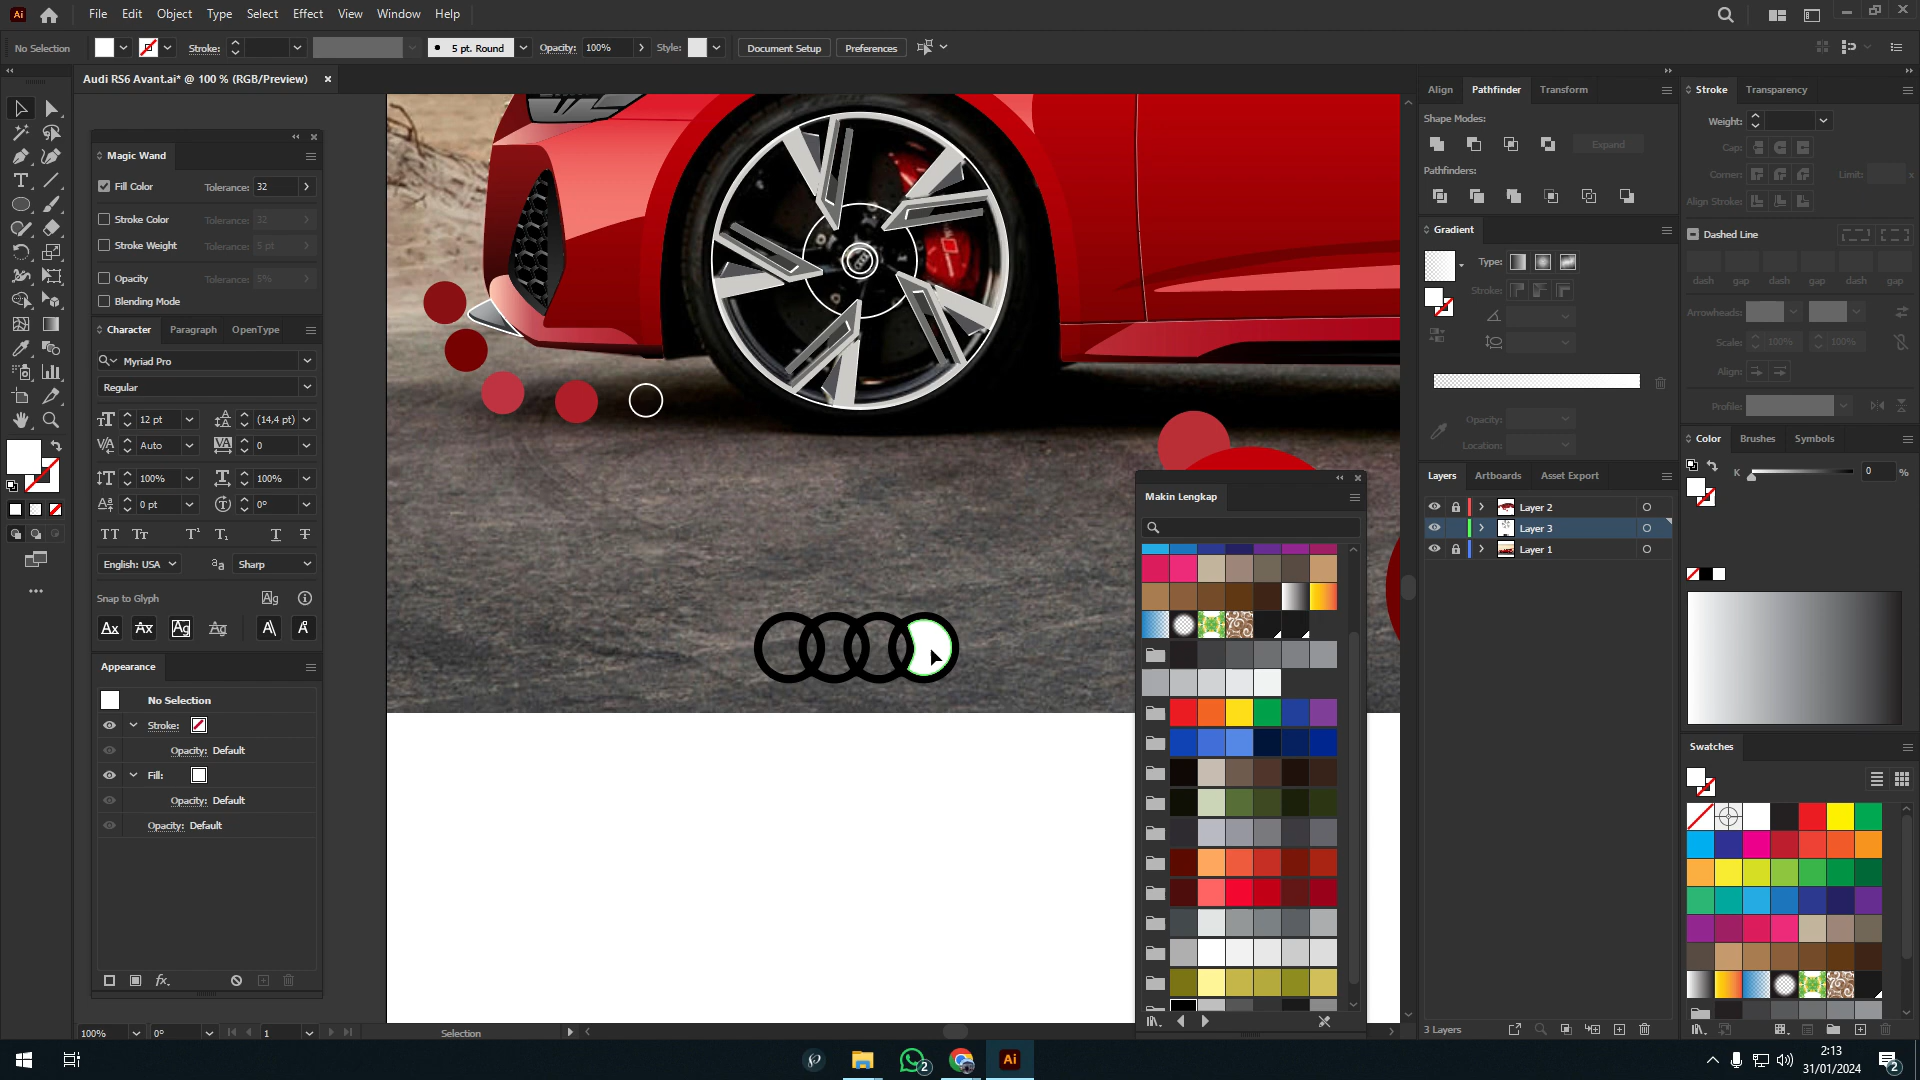 File Edit Object Type Select Effect View Window Help
No Selection Stroke: 5 pt. Round Opacity: 100% Style: Document Setup Preferences
Audi RS6 Avant.ai* @ 100 % (RGB/Preview) ×
Magic Wand
Fill Color Tolerance: 32
Stroke Color Tolerance: 32
Stroke Weight Tolerance: 5 pt
Opacity Tolerance: 5%
Blending Mode
Character Paragraph OpenType
Myriad Pro
Regular
12 pt (14,4 pt)
Auto 0
100% 100%
0 pt 0°
English: USA Sharp
Snap to Glyph
Appearance
No Selection
Stroke:
Opacity: Default
Fill:
Opacity: Default
Opacity: Default
100% 0° 1 Selection
Makin Lengkap
Align Pathfinder Transform
Shape Modes:
Expand
Pathfinders:
Gradient
Type:
Stroke:
Opacity:
Location:
Layers Artboards Asset Export
Layer 2
Layer 3
Layer 1
3 Layers
Stroke Transparency
Weight:
Cap:
Corner: Limit: x
Align Stroke:
Dashed Line
dash gap dash gap dash gap
Arrowheads:
Scale: 100% 100%
Align:
Profile:
Color Brushes Symbols
K 0 %
Swatches
2:13
31/01/2024